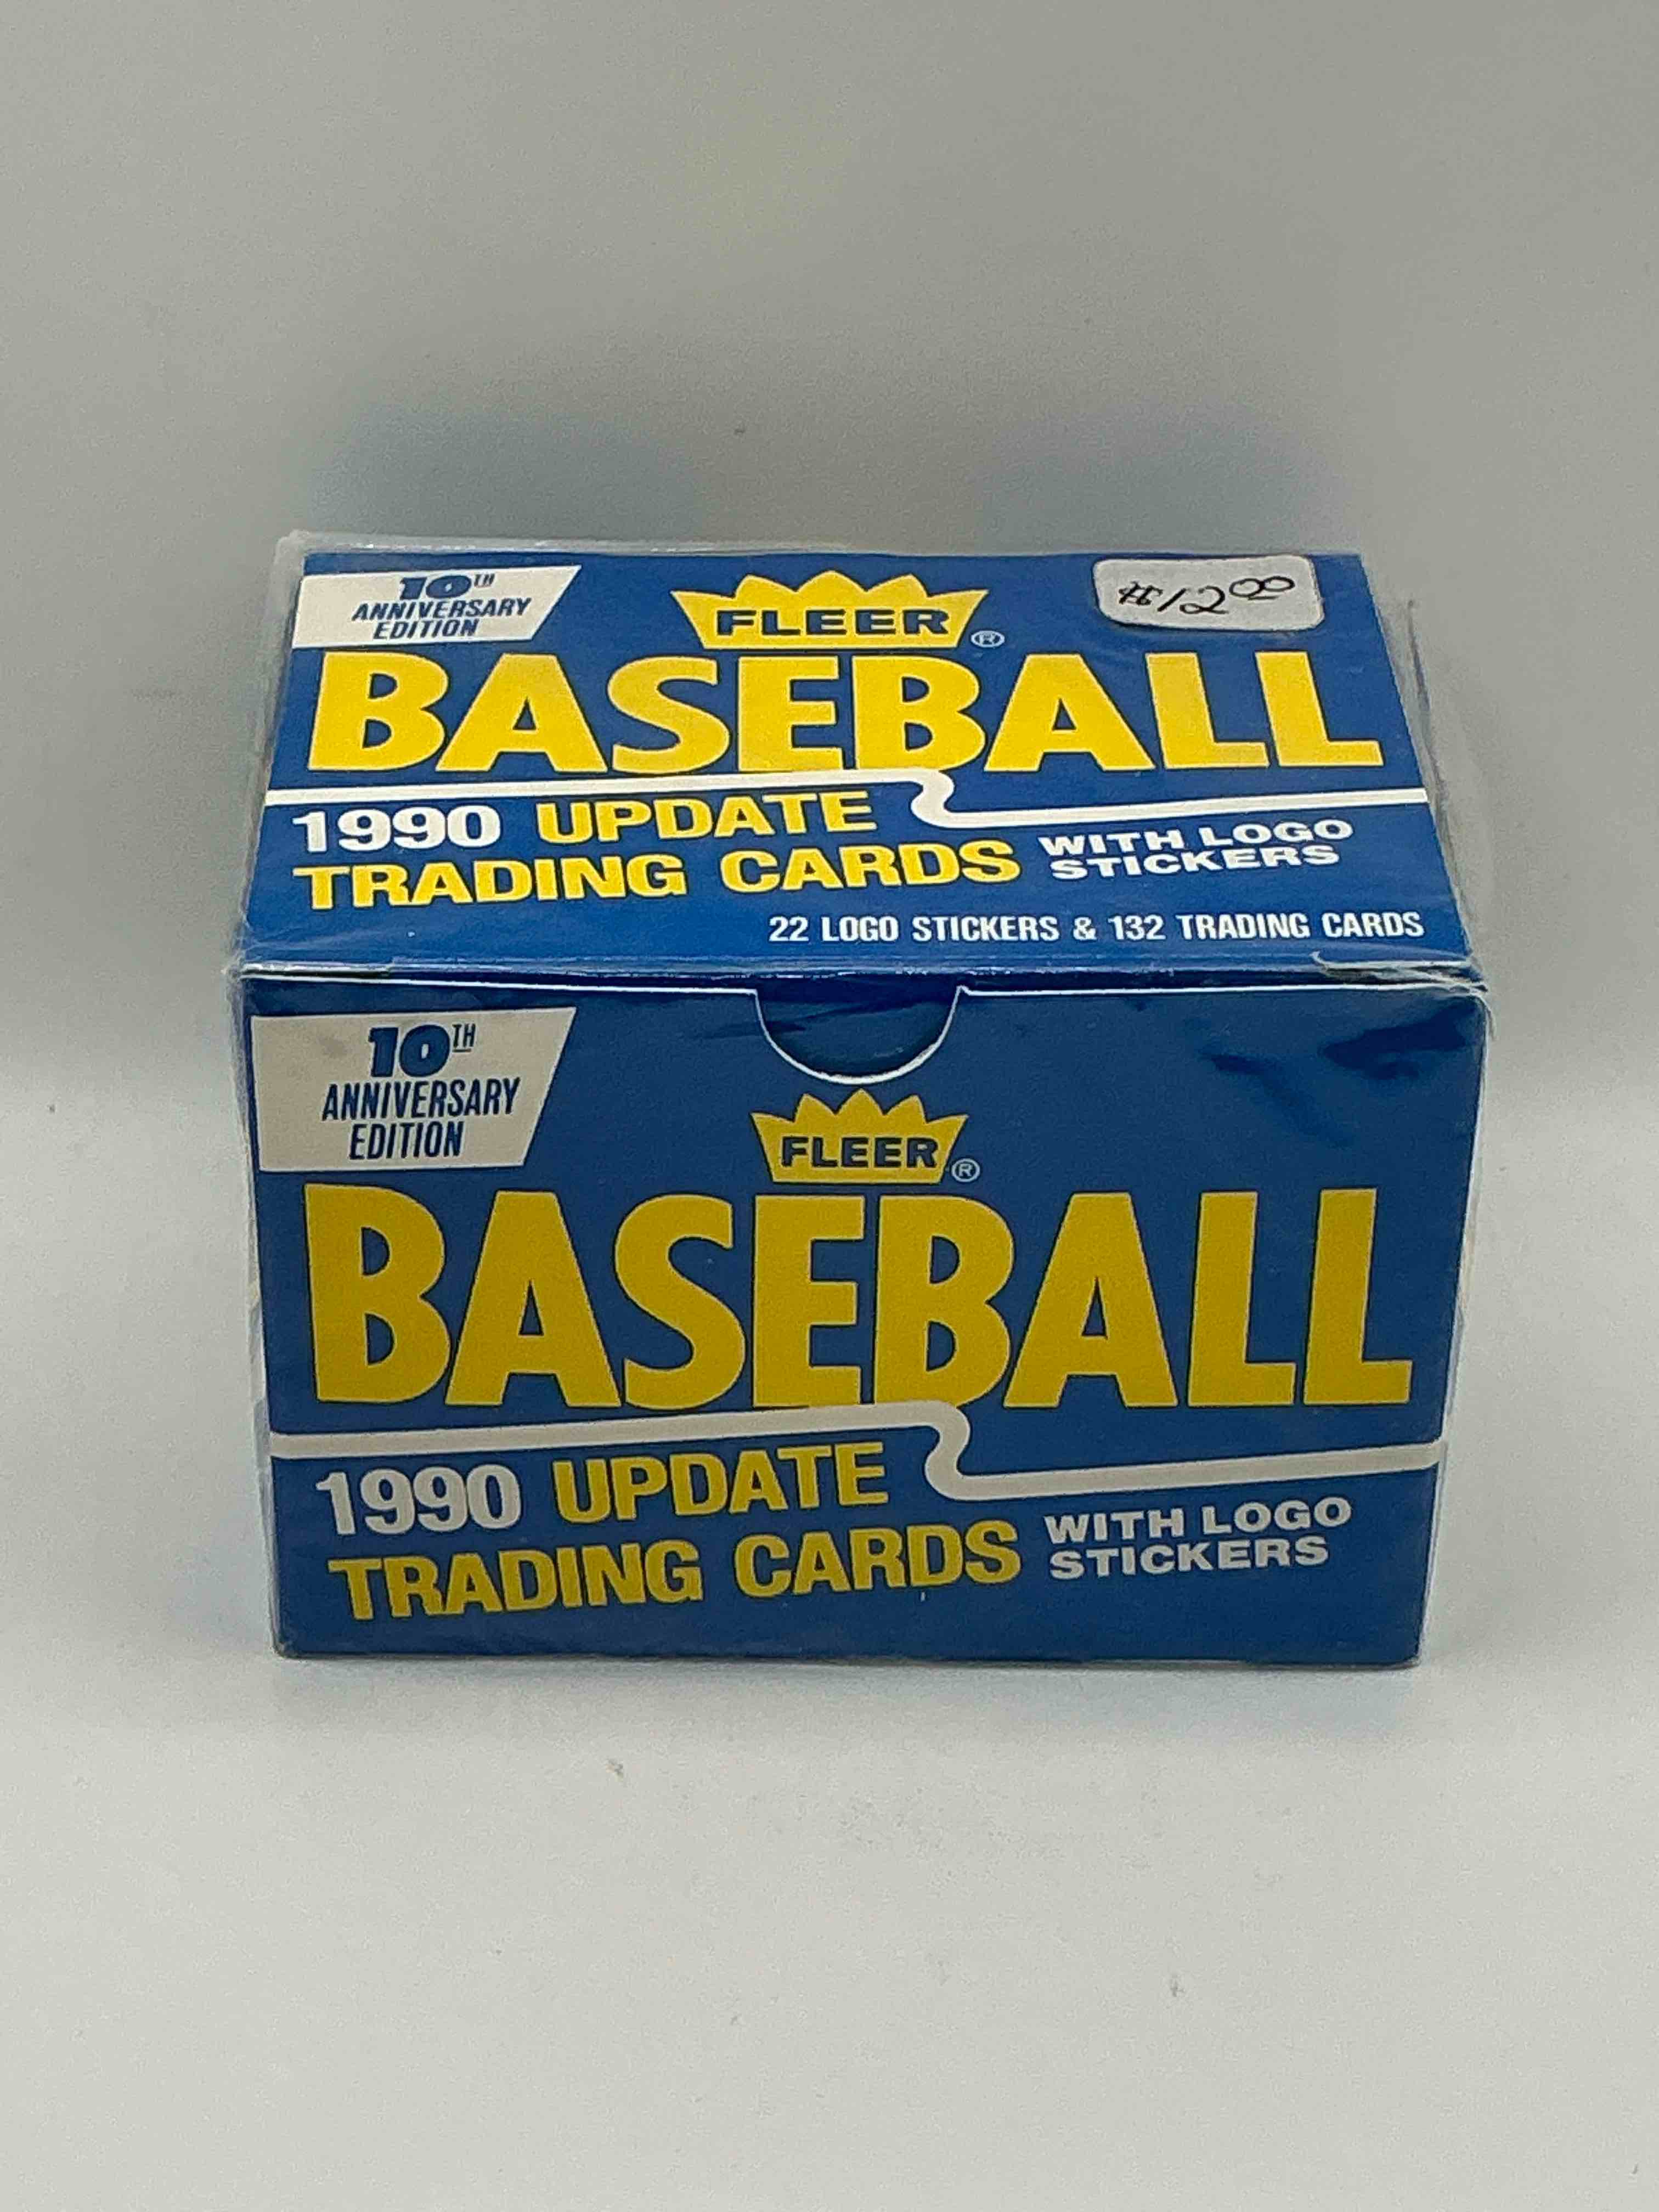 10TH
ANNIVERSARY
EDITION
FLEER®
$12.00
BASEBALL
1990 UPDATE
TRADING CARDS
WITH LOGO
STICKERS
22 LOGO STICKERS & 132 TRADING CARDS
10TH
ANNIVERSARY
EDITION
FLEER®
BASEBALL
1990 UPDATE
TRADING CARDS
WITH LOGO
STICKERS